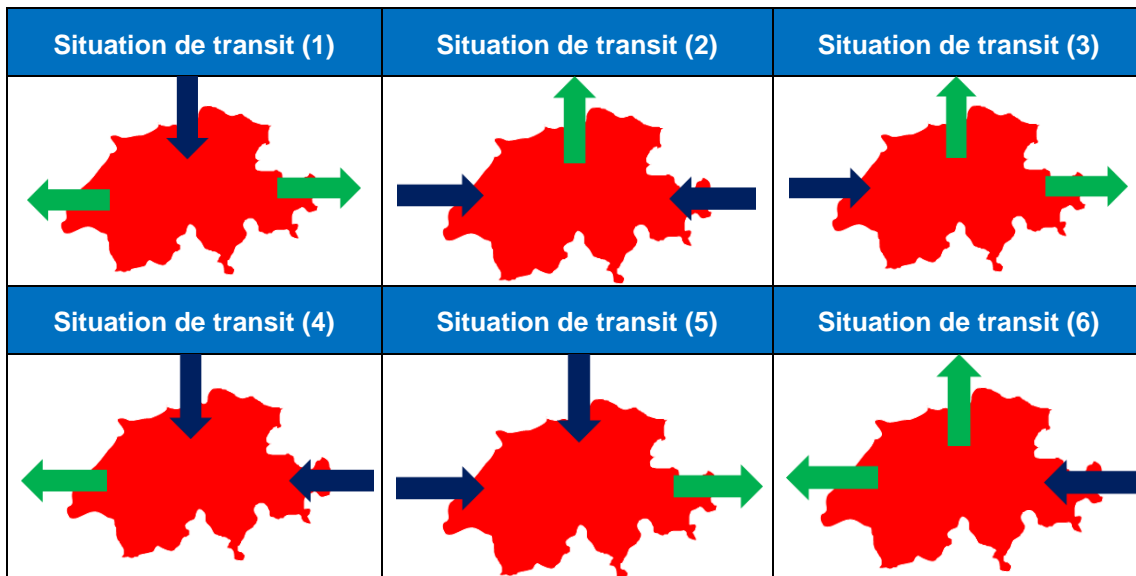 Situation de transit (1)
Situation de transit (2)
Situation de transit (3)
Situation de transit (4)
Situation de transit (5)
Situation de transit (6)